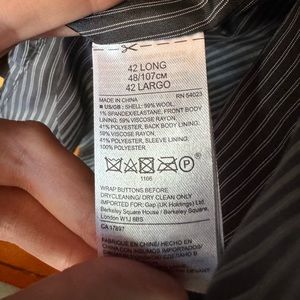 42 LONG
48/107CM
42 LARGO
MADE IN CHINA RN 54023
■ US/GB: SHELL: 99% WOOL,
1% SPANDEX/ELASTANE, FRONT BODY
LINING: 59% VISCOSE RAYON,
41% POLYESTER, BACK BODY LINING:
59% VISCOSE RAYON,
41% POLYESTER, SLEEVE LINING:
100% POLYESTER
1106
WRAP BUTTONS BEFORE
DRYCLEANING/ DRY CLEAN ONLY
IMPORTED FOR: Gap (UK Holdings) Ltd.
Berkeley Square House / Berkeley Square,
London W1J 6BS
CA 17897
FABRIQUÉ EN CHINE/ HECHO EN